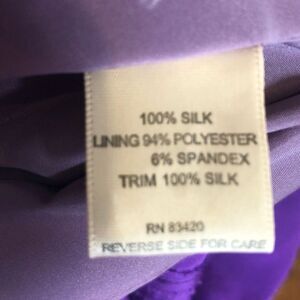 100% SILK
LINING 94% POLYESTER
6% SPANDEX
TRIM 100% SILK
RN 83420
REVERSE SIDE FOR CARE